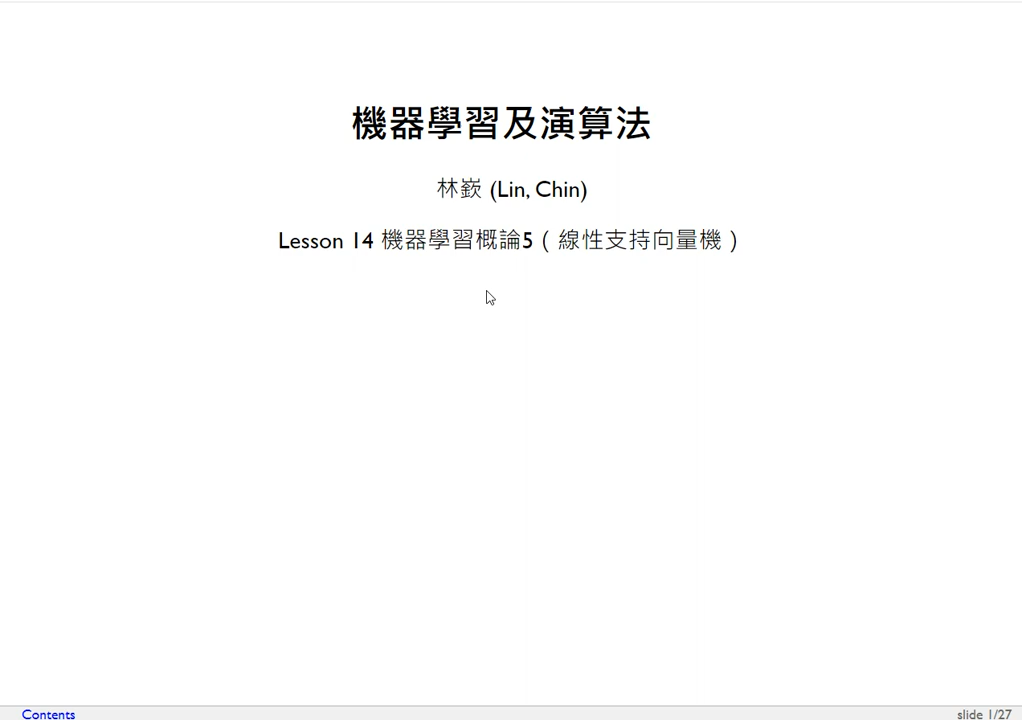 機器學習及演算法
林嶔 (Lin, Chin)
Lesson 14 機器學習概論5（線性支持向量機）
Contents
slide 1/27